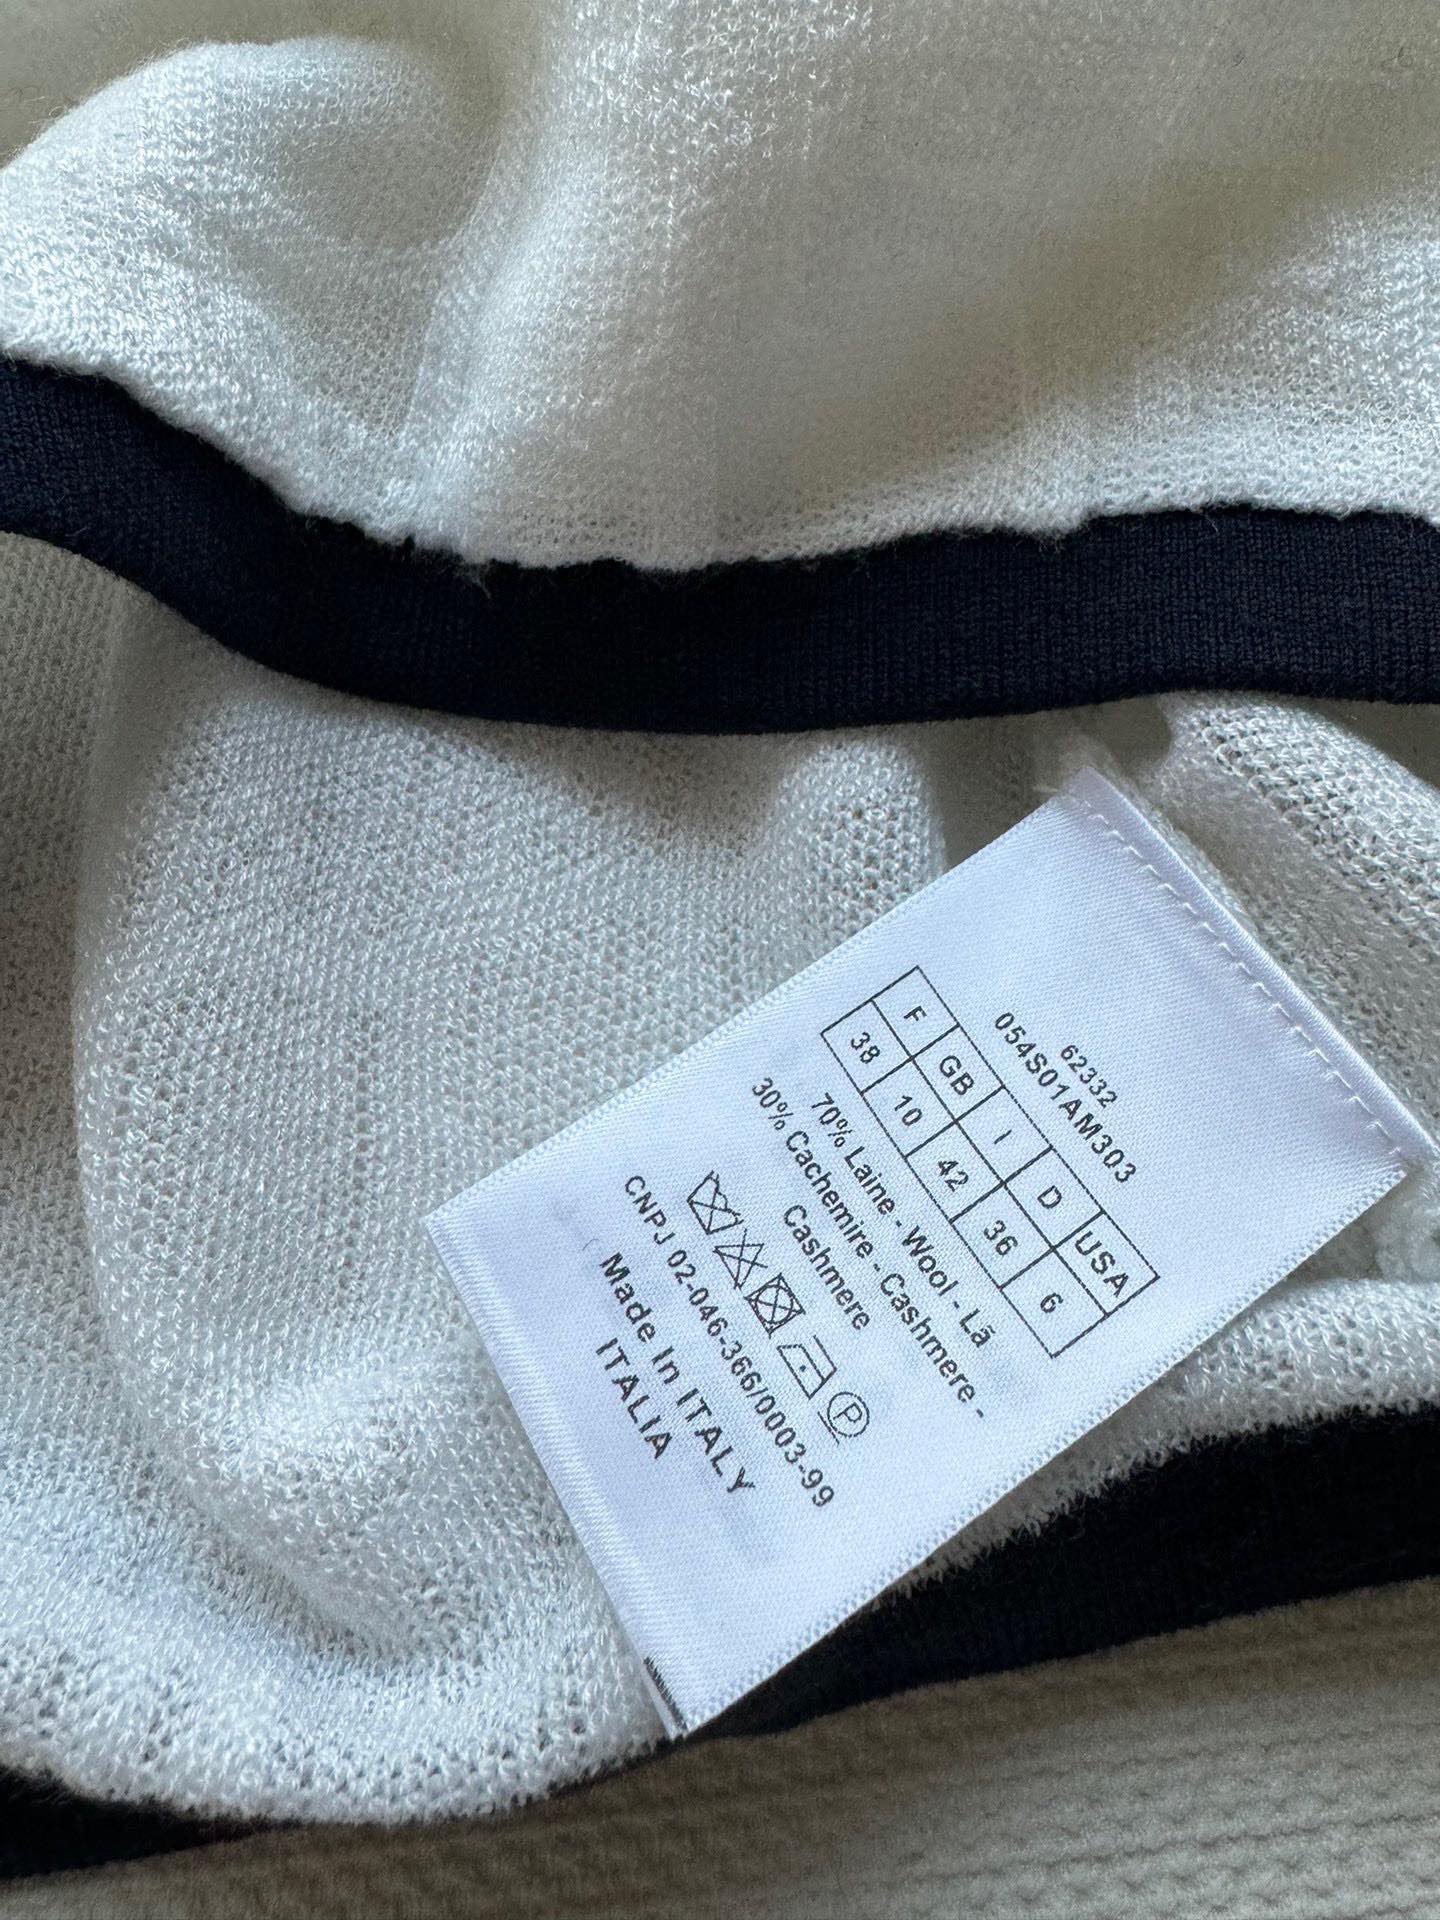 62332
054S01AM303
F GB I D USA
38 10 42 36 6
70% Laine - Wool - Lã
30% Cachemire - Cashmere -
Cashmere
P
CNPJ 02-046-366/0003-99
Made In ITALY
ITALIA